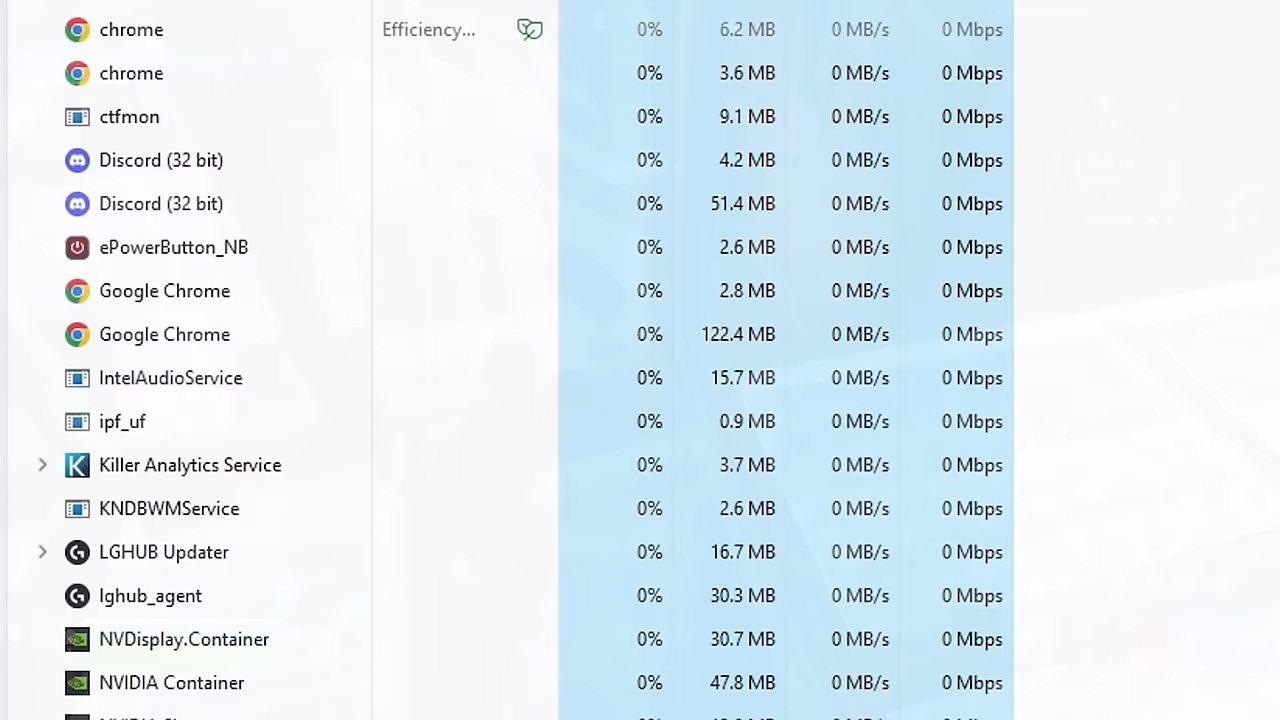 chrome Efficiency... 0% 6.2 MB 0 MB/s 0 Mbps
chrome 0% 3.6 MB 0 MB/s 0 Mbps
ctfmon 0% 9.1 MB 0 MB/s 0 Mbps
Discord (32 bit) 0% 4.2 MB 0 MB/s 0 Mbps
Discord (32 bit) 0% 51.4 MB 0 MB/s 0 Mbps
ePowerButton_NB 0% 2.6 MB 0 MB/s 0 Mbps
Google Chrome 0% 2.8 MB 0 MB/s 0 Mbps
Google Chrome 0% 122.4 MB 0 MB/s 0 Mbps
IntelAudioService 0% 15.7 MB 0 MB/s 0 Mbps
ipf_uf 0% 0.9 MB 0 MB/s 0 Mbps
Killer Analytics Service 0% 3.7 MB 0 MB/s 0 Mbps
KNDBWMService 0% 2.6 MB 0 MB/s 0 Mbps
LGHUB Updater 0% 16.7 MB 0 MB/s 0 Mbps
lghub_agent 0% 30.3 MB 0 MB/s 0 Mbps
NVDisplay.Container 0% 30.7 MB 0 MB/s 0 Mbps
NVIDIA Container 0% 47.8 MB 0 MB/s 0 Mbps